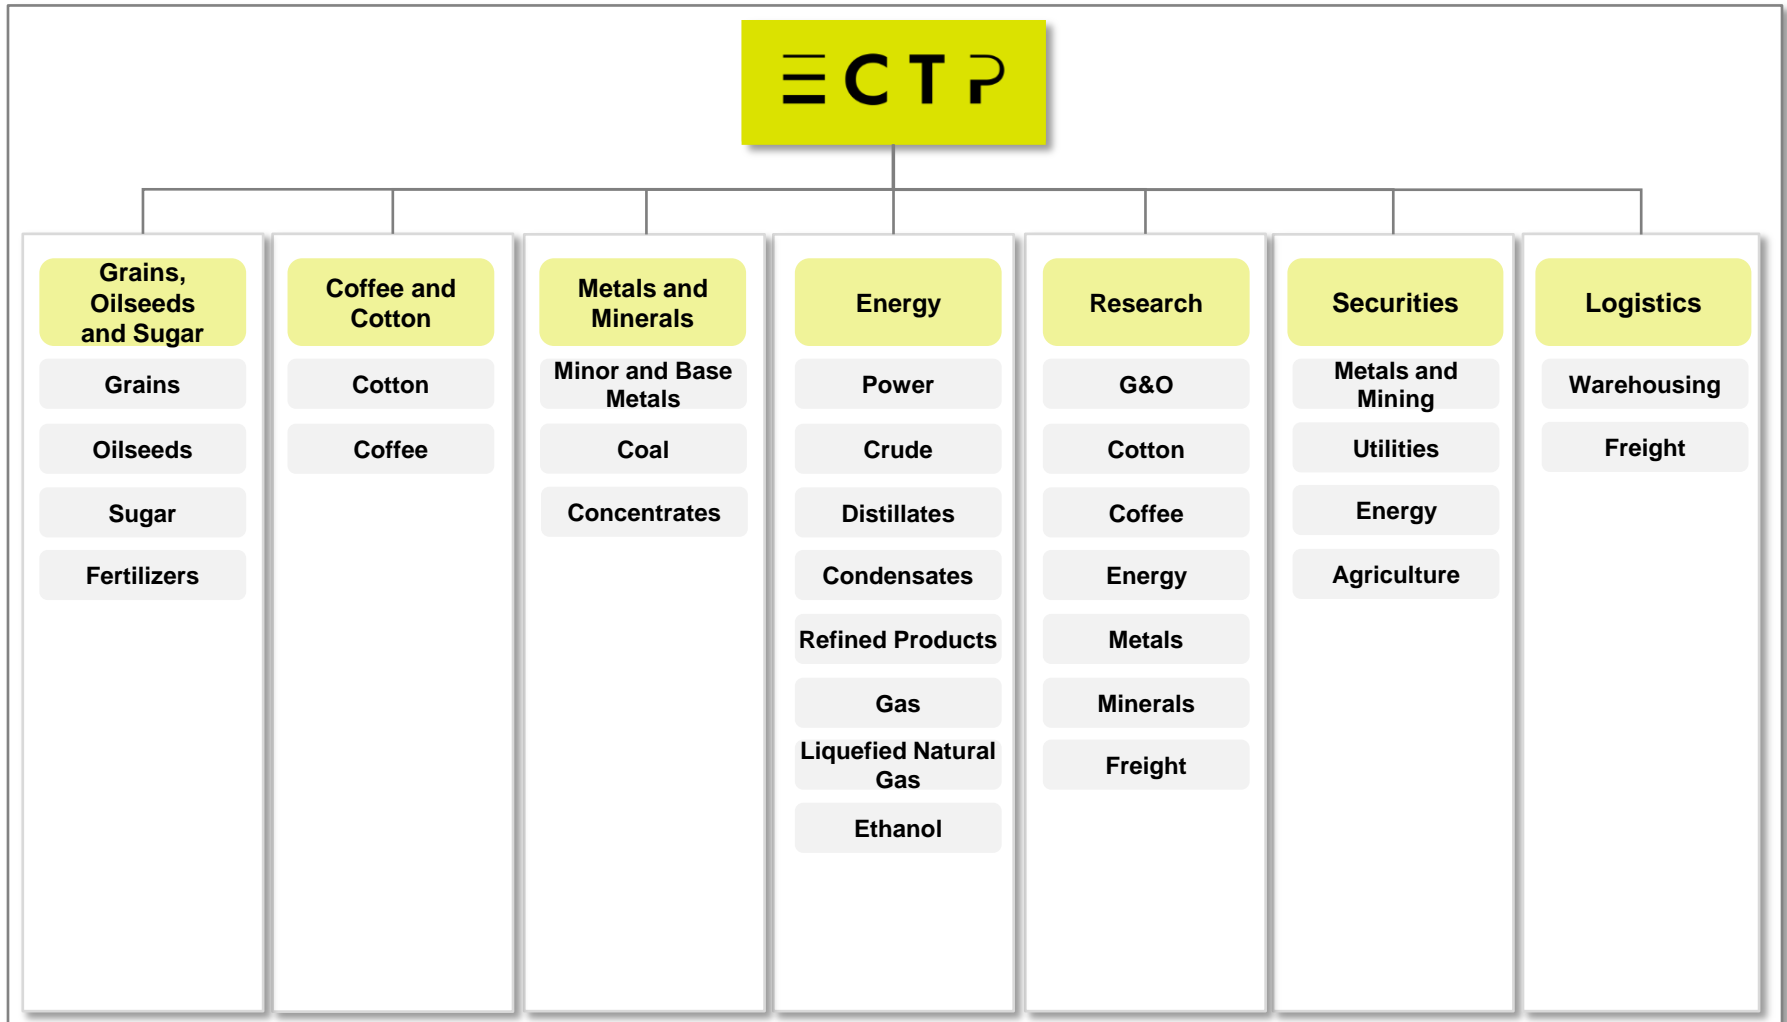 ECTP
Grains,
Oilseeds
and Sugar
Grains
Oilseeds
Sugar
Fertilizers
Coffee and
Cotton
Cotton
Coffee
Metals and
Minerals
Minor and Base
Metals
Coal
Concentrates
Energy
Power
Crude
Distillates
Condensates
Refined Products
Gas
Liquefied Natural
Gas
Ethanol
Research
G&O
Cotton
Coffee
Energy
Metals
Minerals
Freight
Securities
Metals and
Mining
Utilities
Energy
Agriculture
Logistics
Warehousing
Freight